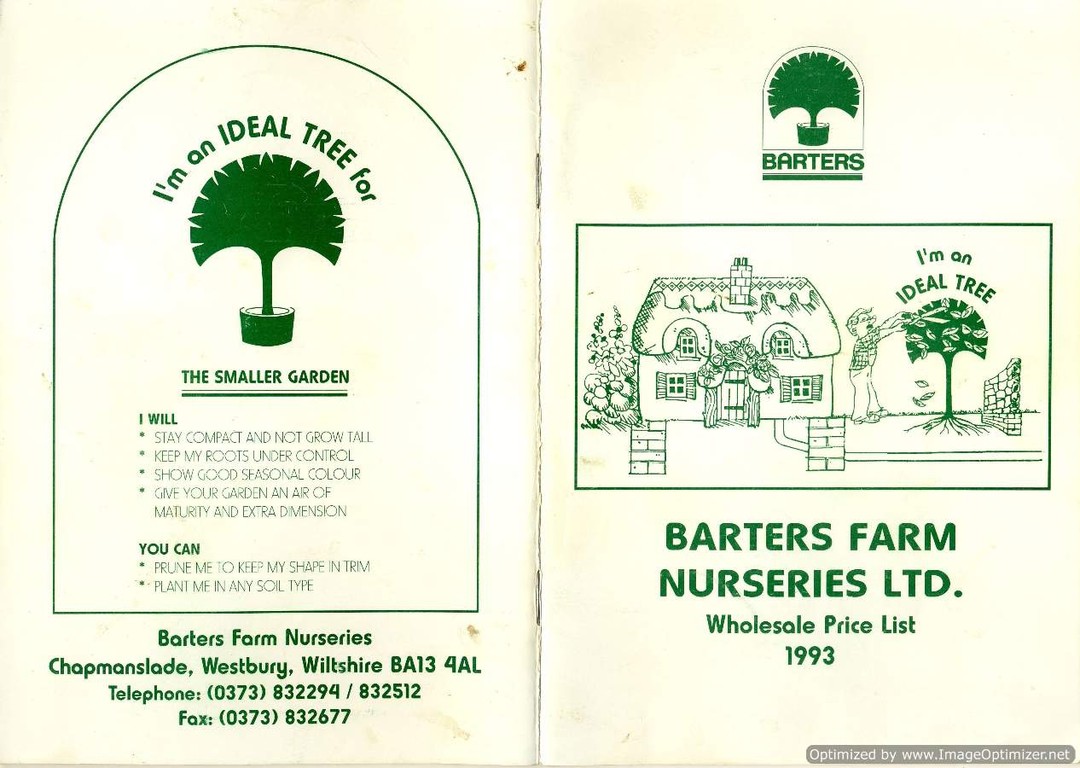 I'm an IDEAL TREE for
THE SMALLER GARDEN
I WILL
* STAY COMPACT AND NOT GROW TALL
* KEEP MY ROOTS UNDER CONTROL
* SHOW GOOD SEASONAL COLOUR
* GIVE YOUR GARDEN AN AIR OF
MATURITY AND EXTRA DIMENSION
YOU CAN
* PRUNE ME TO KEEP MY SHAPE IN TRIM
* PLANT ME IN ANY SOIL TYPE
Barters Farm Nurseries
Chapmanslade, Westbury, Wiltshire BA13 4AL
Telephone: (0373) 832294 / 832512
Fax: (0373) 832677
BARTERS
I'm an
IDEAL TREE
BARTERS FARM
NURSERIES LTD.
Wholesale Price List
1993
Optimized by www.ImageOptimizer.net